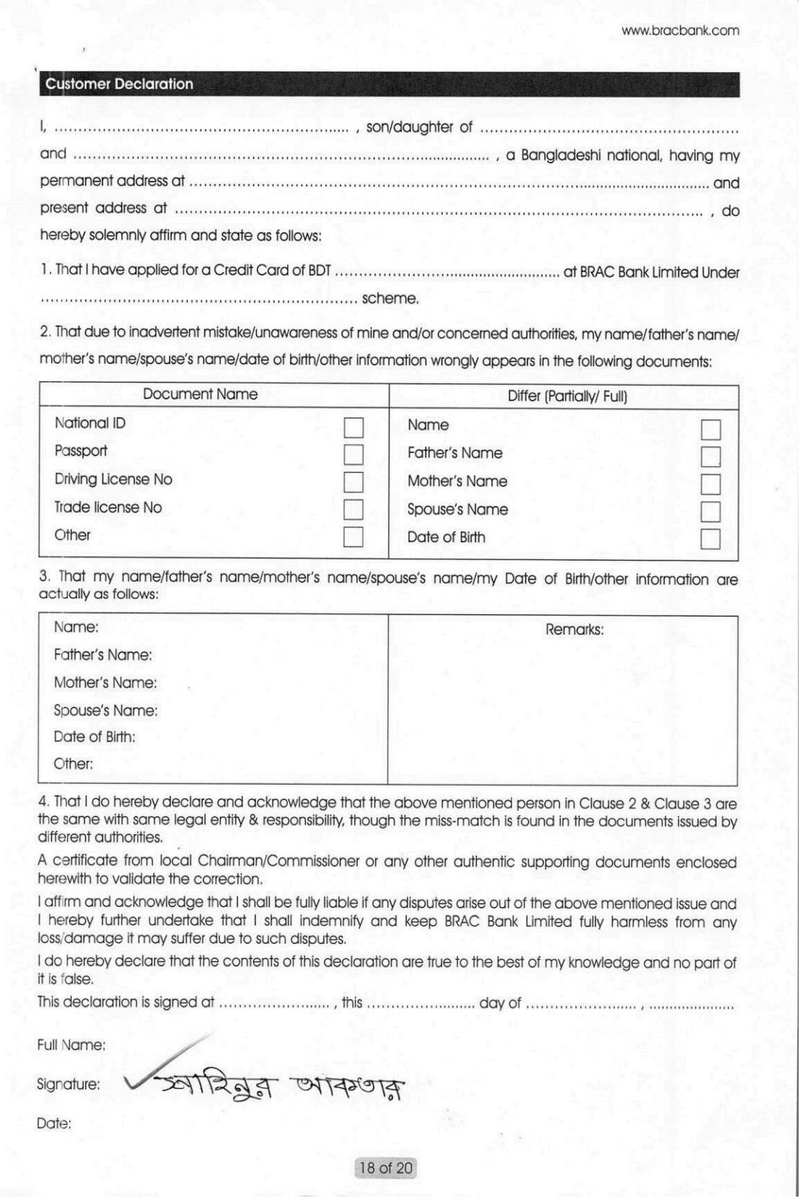 www.bracbank.com
Customer Declaration
I, ............................................................. , son/daughter of ......................................................
and ...................................................................................... , a Bangladeshi national, having my
permanent address at ............................................................................................................ and
present address at ............................................................................................................. , do
hereby solemnly affirm and state as follows:
1. That I have applied for a Credit Card of BDT ............................................... at BRAC Bank Limited Under
.................................................................. scheme.
2. That due to inadvertent mistake/unawareness of mine and/or concerned authorities, my name/father's name/
mother's name/spouse's name/date of birth/other information wrongly appears in the following documents:
Document Name Differ (Partially/ Full)
National ID Name
Passport Father's Name
Driving License No Mother's Name
Trade license No Spouse's Name
Other Date of Birth
3. That my name/father's name/mother's name/spouse's name/my Date of Birth/other information are
actually as follows:
Name: Remarks:
Father's Name:
Mother's Name:
Spouse's Name:
Date of Birth:
Other:
4. That I do hereby declare and acknowledge that the above mentioned person in Clause 2 & Clause 3 are
the same with same legal entity & responsibility, though the miss-match is found in the documents issued by
different authorities.
A certificate from local Chairman/Commissioner or any other authentic supporting documents enclosed
herewith to validate the correction.
I affirm and acknowledge that I shall be fully liable if any disputes arise out of the above mentioned issue and
I hereby further undertake that I shall indemnify and keep BRAC Bank Limited fully harmless from any
loss/damage it may suffer due to such disputes.
I do hereby declare that the contents of this declaration are true to the best of my knowledge and no part of
it is false.
This declaration is signed at ....................... , this ....................... day of ....................... , ..................
Full Name:
Signature: শাহিনুর আকতার
Date:
18 of 20